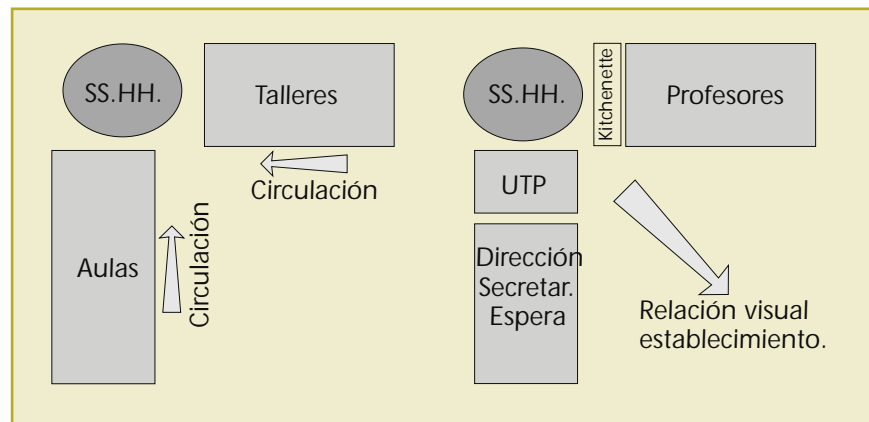 SS.HH.
Talleres
Circulación
Aulas
Circulación
SS.HH.
Kitchenette
Profesores
UTP
Dirección
Secretar.
Espera
Relación visual
establecimiento.